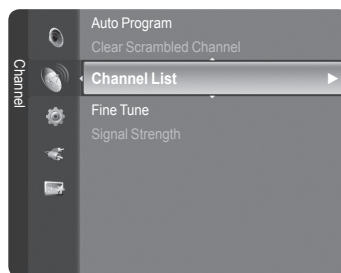 Channel
Auto Program
Clear Scrambled Channel
Channel List
Fine Tune
Signal Strength